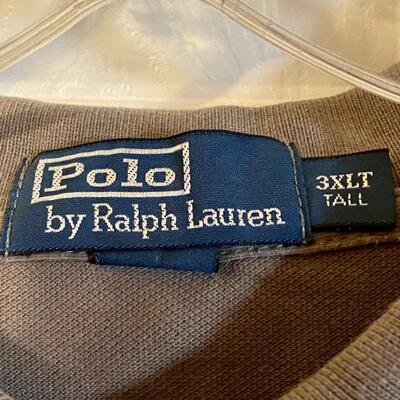 Polo
by Ralph Lauren
3XLT
TALL